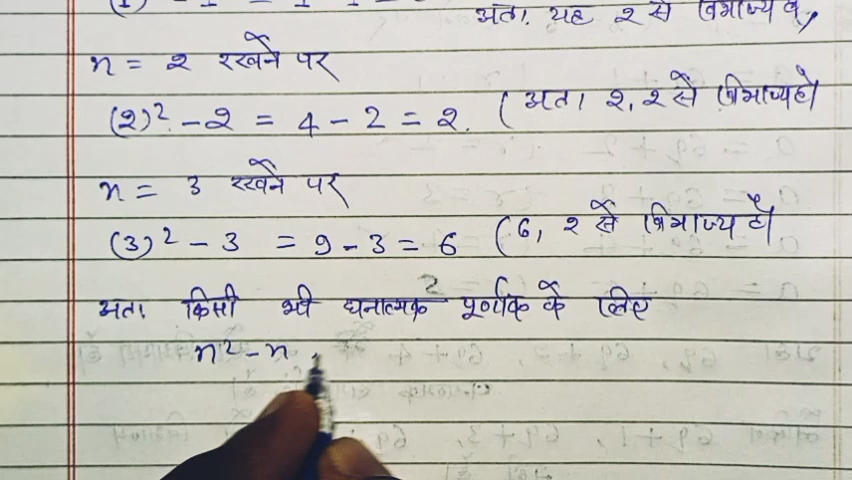 अतः यह 2 से विभाज्य है,
n = 2 रखने पर
(2)² - 2 = 4 - 2 = 2. (अतः 2, 2 से विभाज्य है)
n = 3 रखने पर
(3)² - 3 = 9 - 3 = 6 (6, 2 से विभाज्य है)
2
अतः किसी भी धनात्मक पूर्णांक के लिए
n² - n